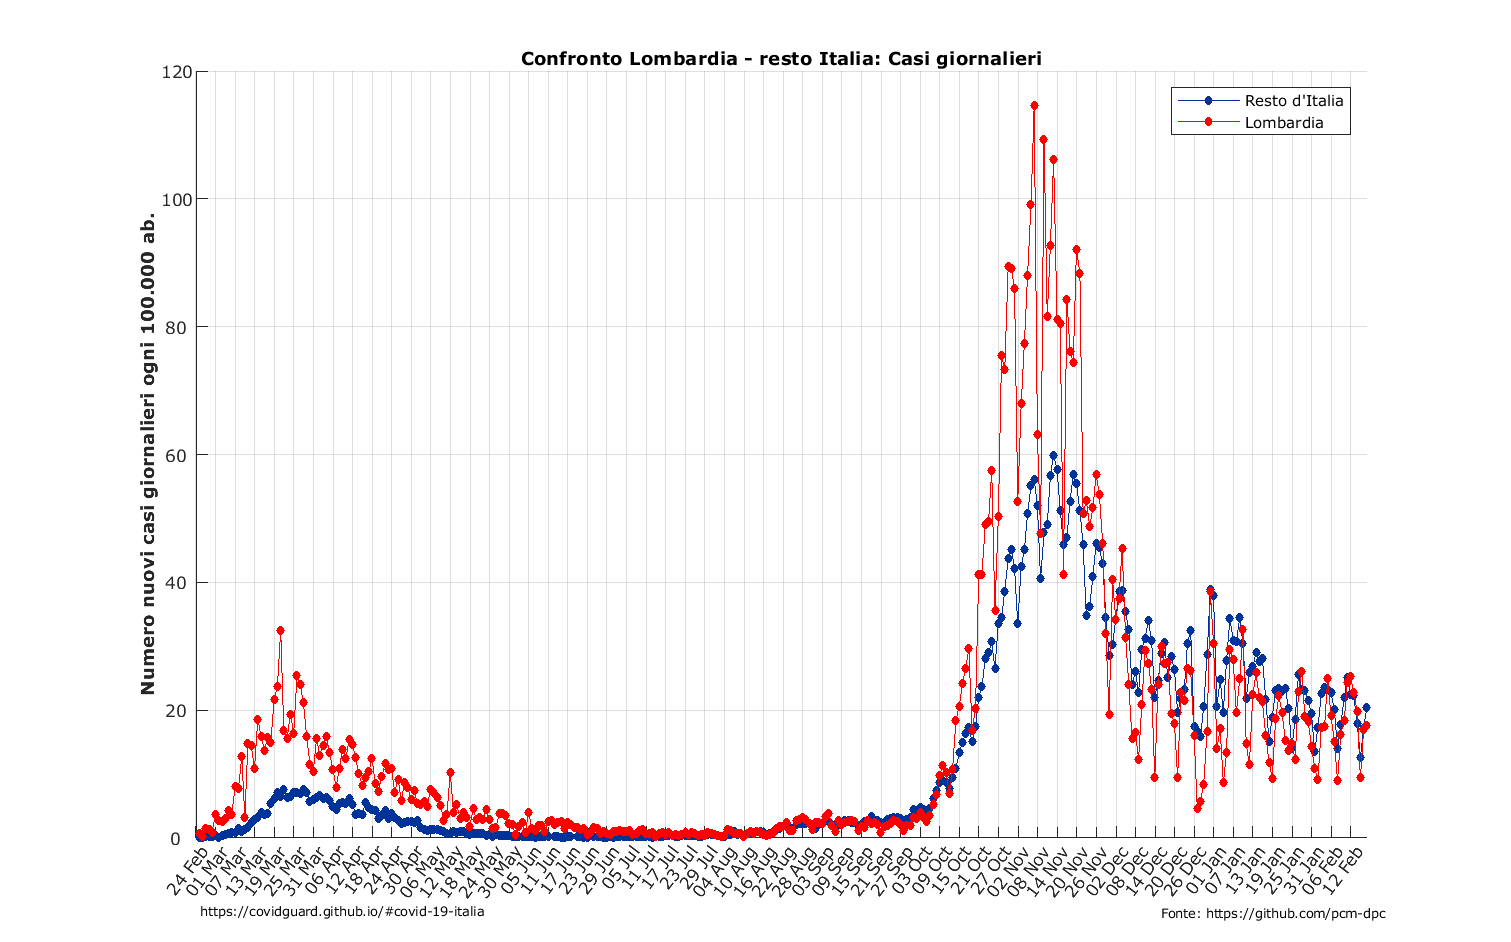 Confronto Lombardia - resto Italia: Casi giornalieri
120
100
80
60
40
20
0
Numero nuovi casi giornalieri ogni 100.000 ab.
Resto d'Italia
Lombardia
24 Feb
01 Mar
07 Mar
13 Mar
19 Mar
25 Mar
31 Mar
06 Apr
12 Apr
18 Apr
24 Apr
30 Apr
06 May
12 May
18 May
24 May
30 May
05 Jun
11 Jun
17 Jun
23 Jun
29 Jun
05 Jul
11 Jul
17 Jul
23 Jul
29 Jul
04 Aug
10 Aug
16 Aug
22 Aug
28 Aug
03 Sep
09 Sep
15 Sep
21 Sep
27 Sep
03 Oct
09 Oct
15 Oct
21 Oct
27 Oct
02 Nov
08 Nov
14 Nov
20 Nov
26 Nov
02 Dec
08 Dec
14 Dec
20 Dec
26 Dec
01 Jan
07 Jan
13 Jan
19 Jan
25 Jan
31 Jan
06 Feb
12 Feb
https://covidguard.github.io/#covid-19-italia
Fonte: https://github.com/pcm-dpc